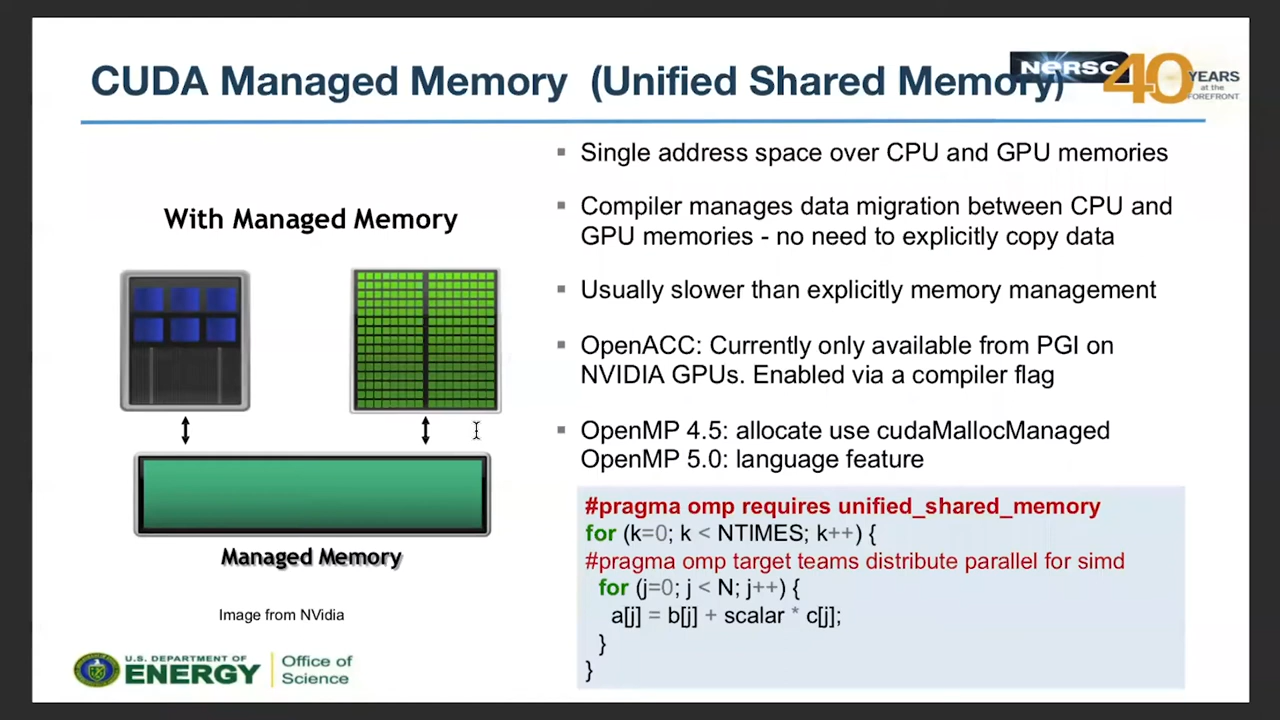 CUDA Managed Memory (Unified Shared Memory)
NERSC 40 YEARS
at the
FOREFRONT
With Managed Memory
Managed Memory
Image from NVidia
▪ Single address space over CPU and GPU memories
▪ Compiler manages data migration between CPU and
GPU memories - no need to explicitly copy data
▪ Usually slower than explicitly memory management
▪ OpenACC: Currently only available from PGI on
NVIDIA GPUs. Enabled via a compiler flag
▪ OpenMP 4.5: allocate use cudaMallocManaged
OpenMP 5.0: language feature
#pragma omp requires unified_shared_memory
for (k=0; k < NTIMES; k++) {
#pragma omp target teams distribute parallel for simd
for (j=0; j < N; j++) {
a[j] = b[j] + scalar * c[j];
}
}
U.S. DEPARTMENT OF
ENERGY
Office of
Science